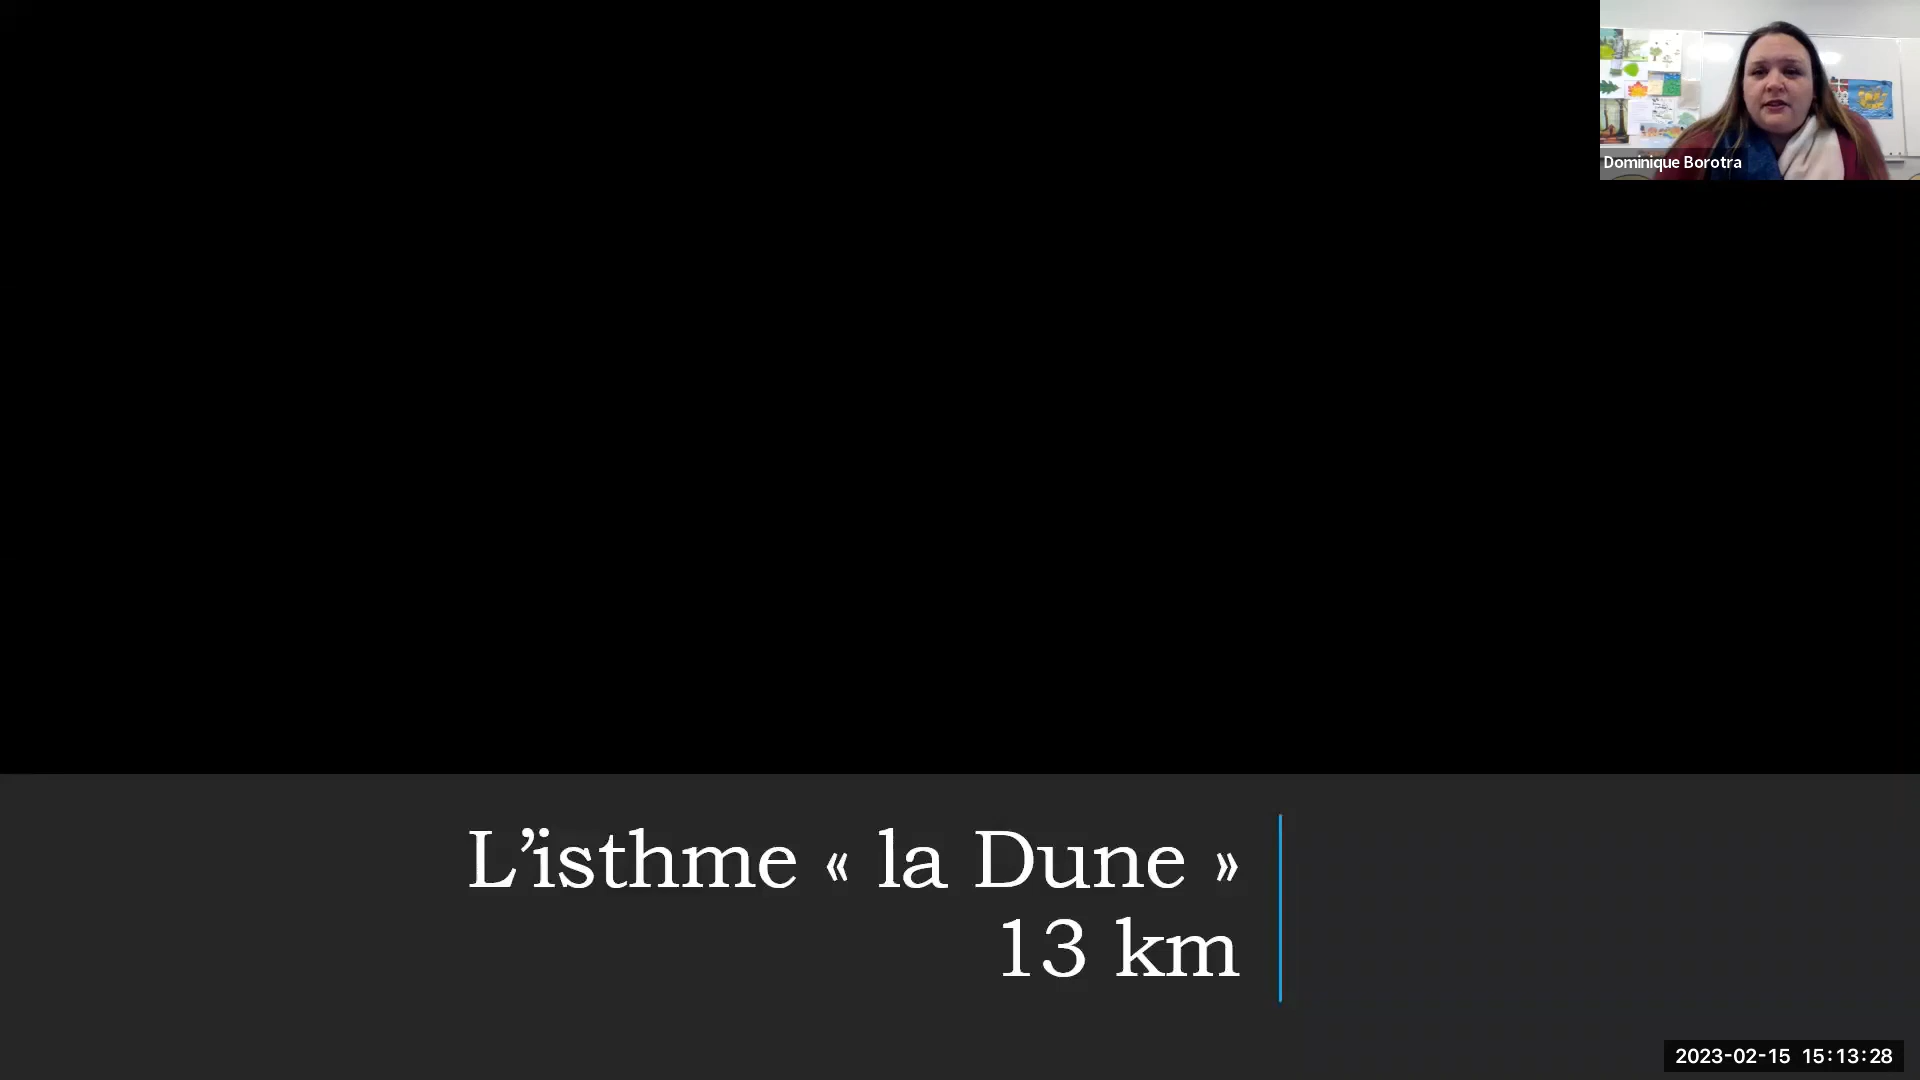 Dominique Borotra
L’isthme « la Dune »
13 km
2023-02-15 15:13:28